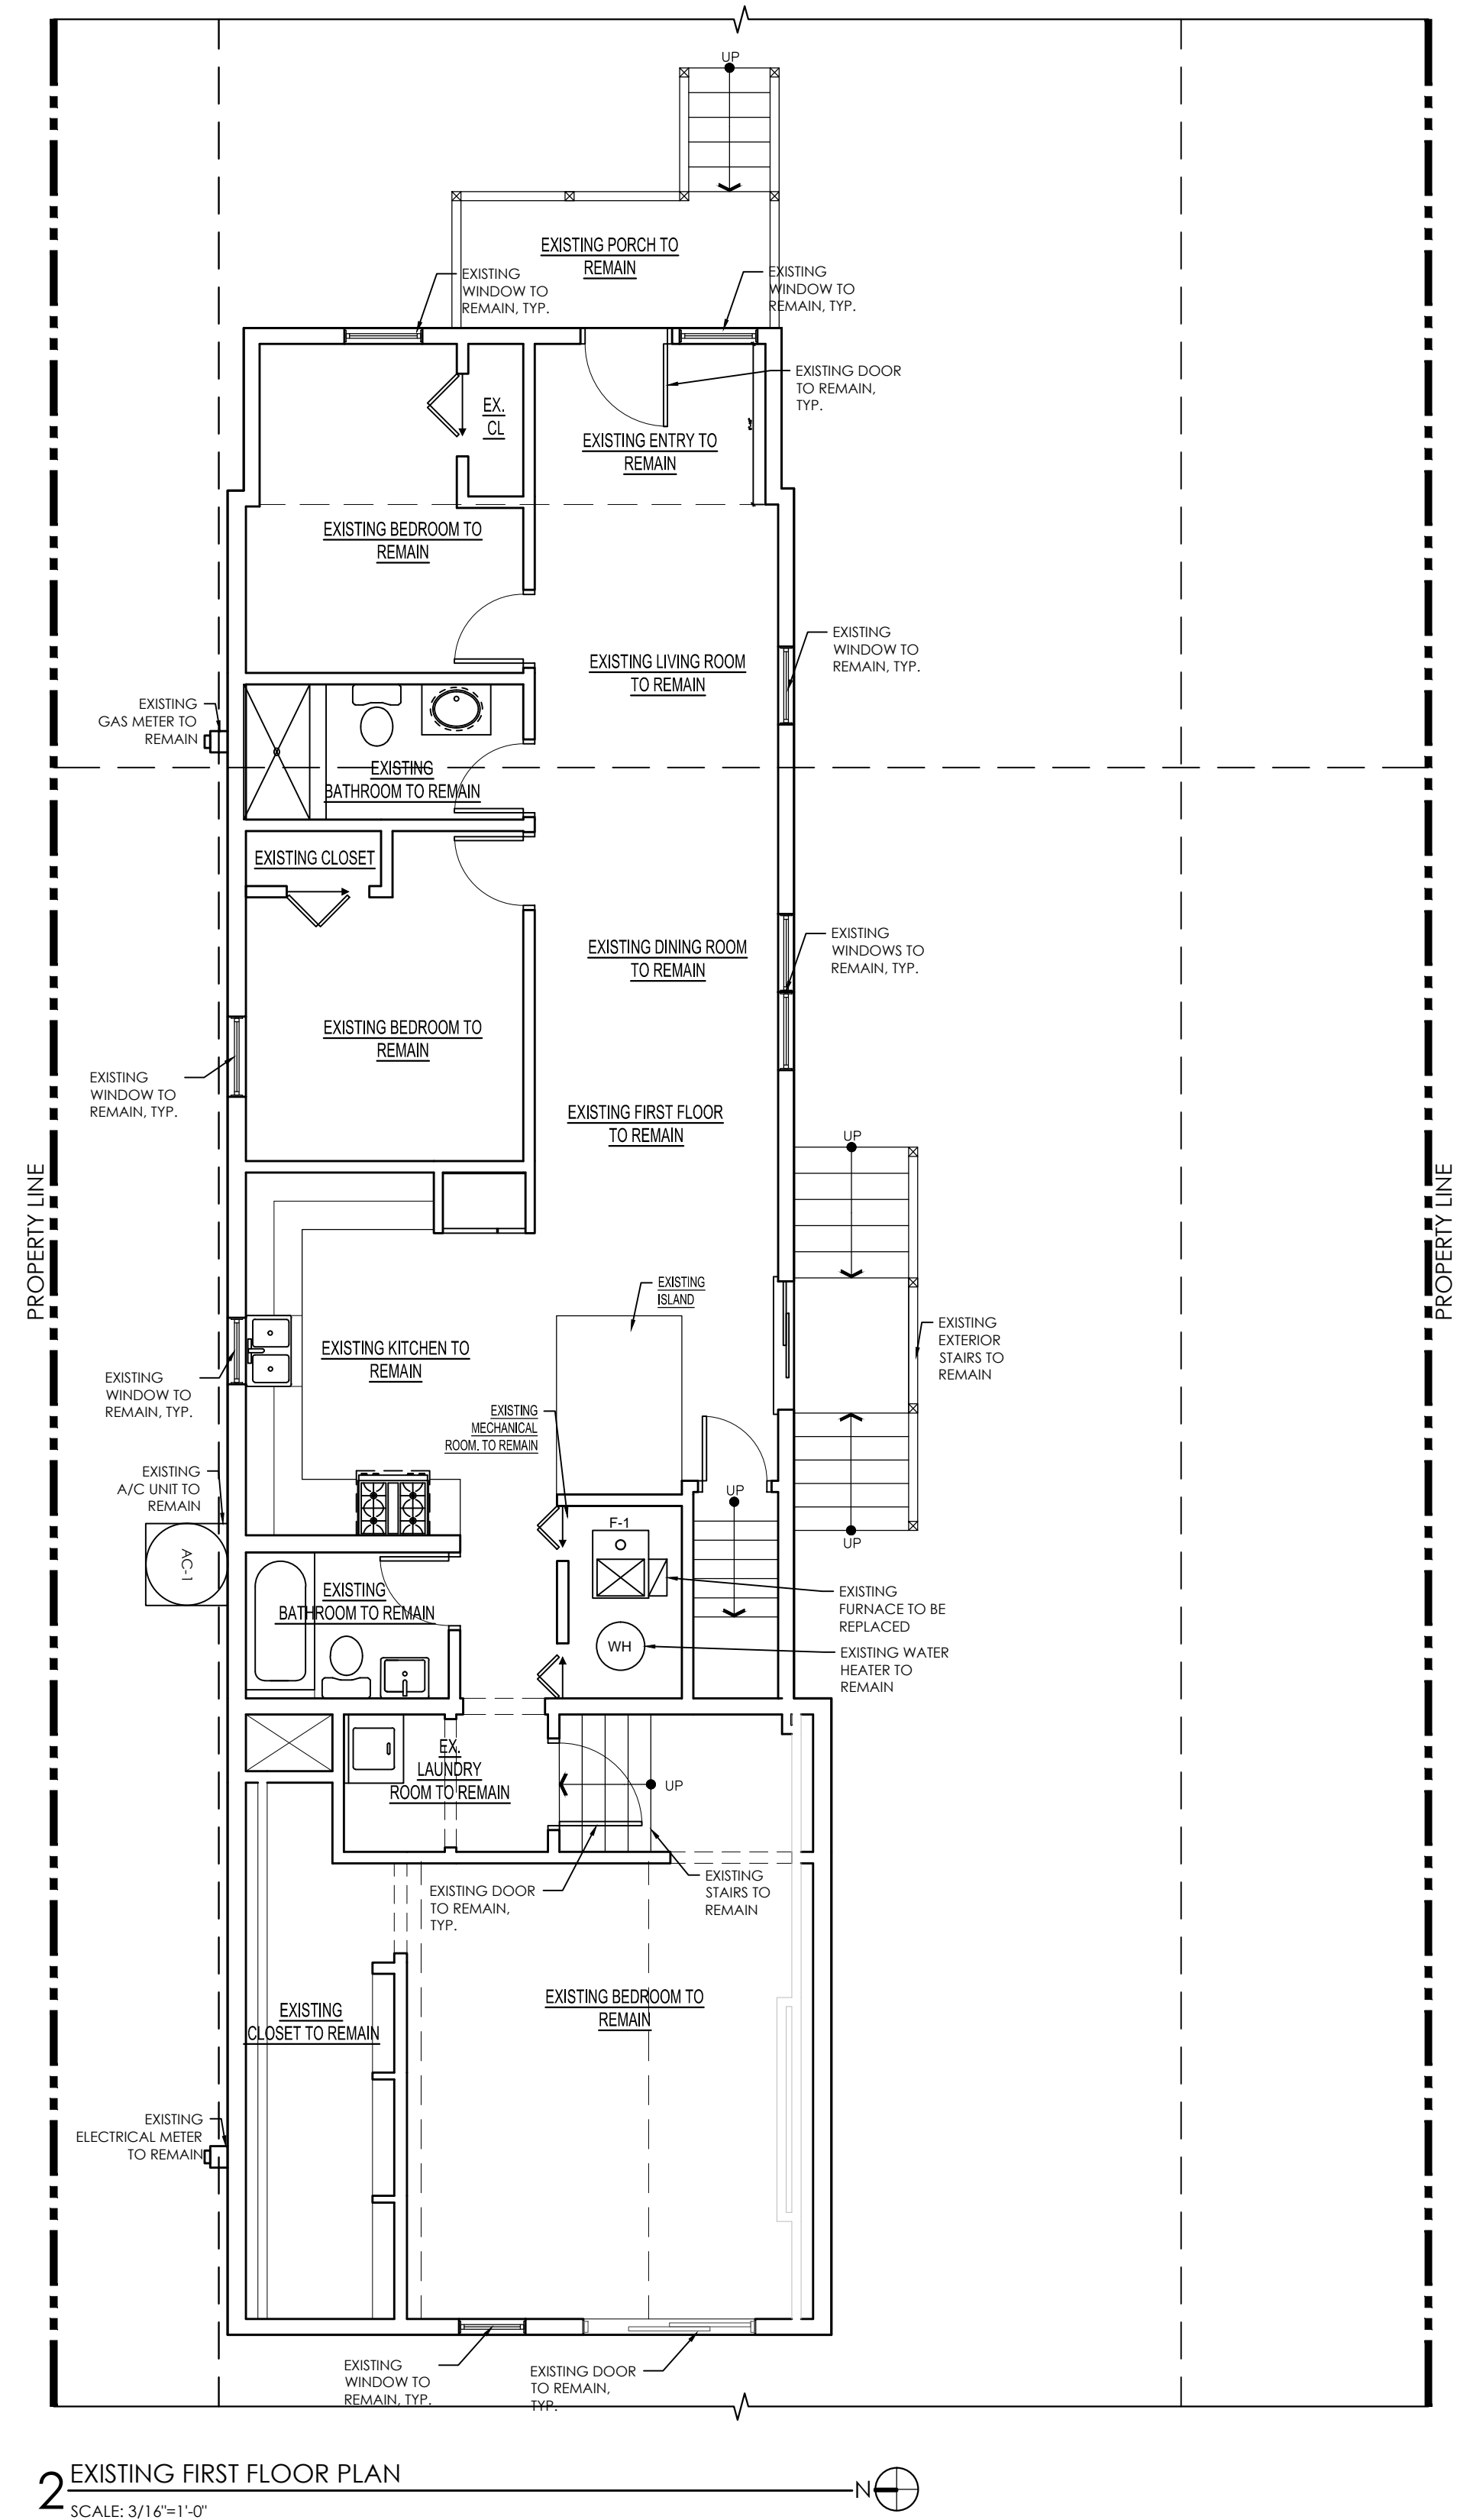 UP
EXISTING PORCH TO
REMAIN
EXISTING
WINDOW TO
REMAIN, TYP.
EXISTING
WINDOW TO
REMAIN, TYP.
EXISTING DOOR
TO REMAIN,
TYP.
EX.
CL
EXISTING ENTRY TO
REMAIN
EXISTING BEDROOM TO
REMAIN
EXISTING
WINDOW TO
REMAIN, TYP.
EXISTING LIVING ROOM
TO REMAIN
EXISTING
GAS METER TO
REMAIN
EXISTING
BATHROOM TO REMAIN
EXISTING CLOSET
EXISTING DINING ROOM
TO REMAIN
EXISTING
WINDOWS TO
REMAIN, TYP.
EXISTING BEDROOM TO
REMAIN
EXISTING
WINDOW TO
REMAIN, TYP.
EXISTING FIRST FLOOR
TO REMAIN
UP
PROPERTY LINE
PROPERTY LINE
EXISTING
ISLAND
EXISTING KITCHEN TO
REMAIN
EXISTING
EXTERIOR
STAIRS TO
REMAIN
EXISTING
WINDOW TO
REMAIN, TYP.
EXISTING
MECHANICAL
ROOM. TO REMAIN
EXISTING
A/C UNIT TO
REMAIN
UP
F-1
UP
AC-1
EXISTING
BATHROOM TO REMAIN
EXISTING
FURNACE TO BE
REPLACED
WH
EXISTING WATER
HEATER TO
REMAIN
EX.
LAUNDRY
ROOM TO REMAIN
UP
EXISTING DOOR
TO REMAIN,
TYP.
EXISTING
STAIRS TO
REMAIN
EXISTING BEDROOM TO
REMAIN
EXISTING
CLOSET TO REMAIN
EXISTING
ELECTRICAL METER
TO REMAIN
EXISTING
WINDOW TO
REMAIN, TYP.
EXISTING DOOR
TO REMAIN,
TYP.
2 EXISTING FIRST FLOOR PLAN
N
SCALE: 3/16"=1'-0"